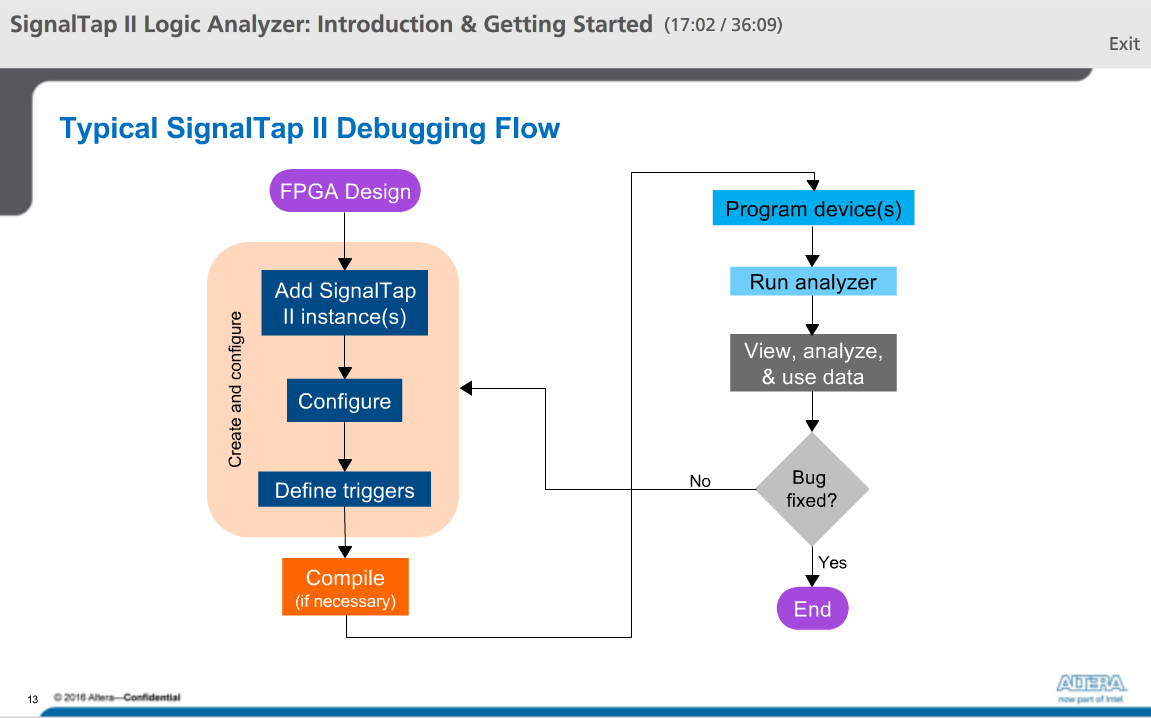 SignalTap II Logic Analyzer: Introduction & Getting Started (17:02 / 36:09)
Exit
Typical SignalTap II Debugging Flow
FPGA Design
Create and configure
Add SignalTap
II instance(s)
Configure
Define triggers
Compile
(if necessary)
Program device(s)
Run analyzer
View, analyze,
& use data
Bug
fixed?
No
Yes
End
13
© 2016 Altera—Confidential
ALTERA
now part of Intel